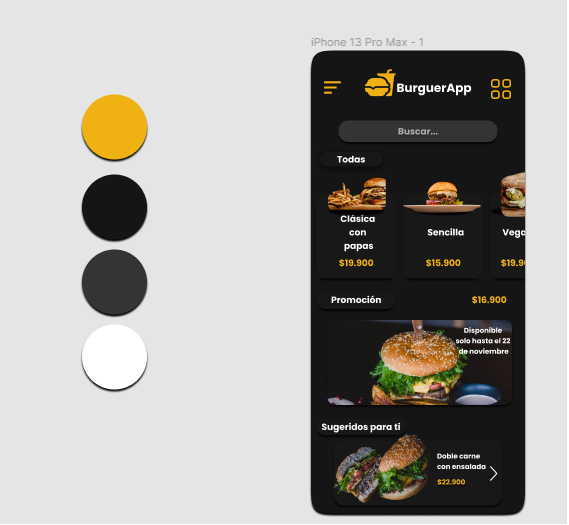 iPhone 13 Pro Max - 1
BurguerApp
Buscar...
Todas
Clásica
con
papas
$19.900
Sencilla
$15.900
Vega
$19.9
Promoción
$16.900
Disponible
solo hasta el 22
de noviembre
Sugeridos para ti
Doble carne
con ensalada
$22.900